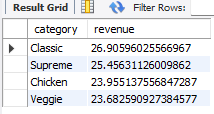 Result Grid Filter Rows:
category revenue
Classic 26.90596025566967
Supreme 25.45631126009862
Chicken 23.955137556847287
Veggie 23.682590927384577